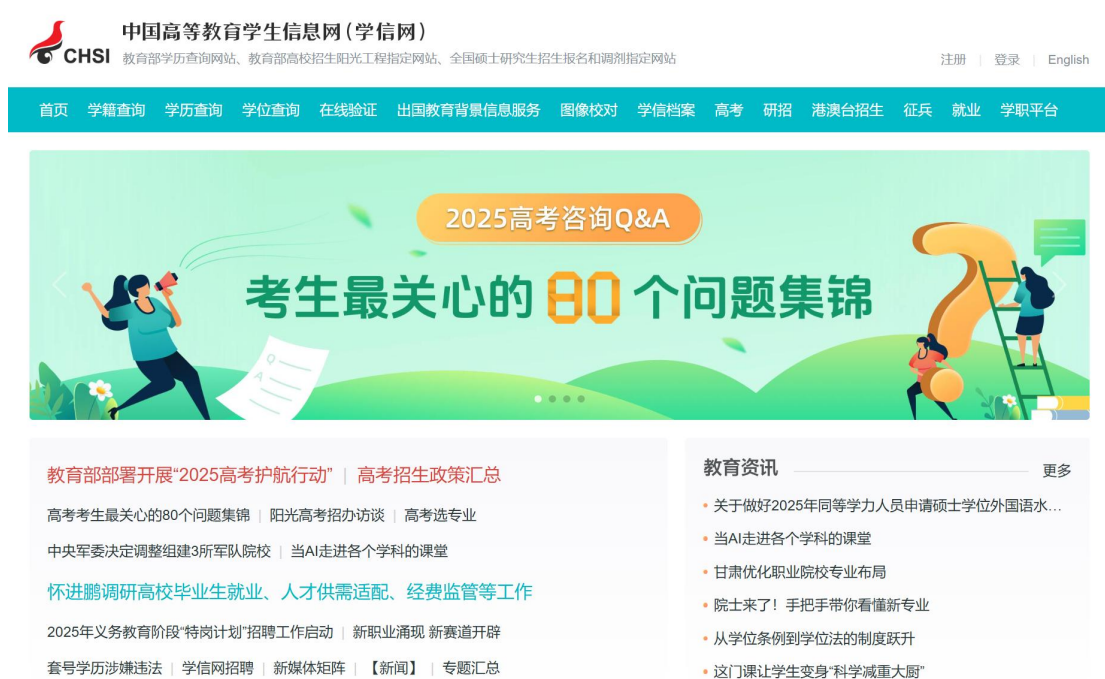 中国高等教育学生信息网（学信网）
CHSI
教育部学历查询网站、教育部高校招生阳光工程指定网站、全国硕士研究生招生报名和调剂指定网站
注册 | 登录 | English
首页 学籍查询 学历查询 学位查询 在线验证 出国教育背景信息服务 图像校对 学信档案 高考 研招 港澳台招生 征兵 就业 学职平台
2025高考咨询Q&A
考生最关心的80个问题集锦
Q
A
教育部部署开展“2025高考护航行动” | 高考招生政策汇总
高考考生最关心的80个问题集锦 | 阳光高考招办访谈 | 高考选专业
中央军委决定调整组建3所军队院校 | 当AI走进各个学科的课堂
怀进鹏调研高校毕业生就业、人才供需适配、经费监管等工作
2025年义务教育阶段“特岗计划”招聘工作启动 | 新职业涌现 新赛道开辟
套号学历涉嫌违法 | 学信网招聘 | 新媒体矩阵 | 【新闻】 | 专题汇总
教育资讯 更多
关于做好2025年同等学力人员申请硕士学位外国语水...
当AI走进各个学科的课堂
甘肃优化职业院校专业布局
院士来了！手把手带你看懂新专业
从学位条例到学位法的制度跃升
这门课让学生变身“科学减重大厨”